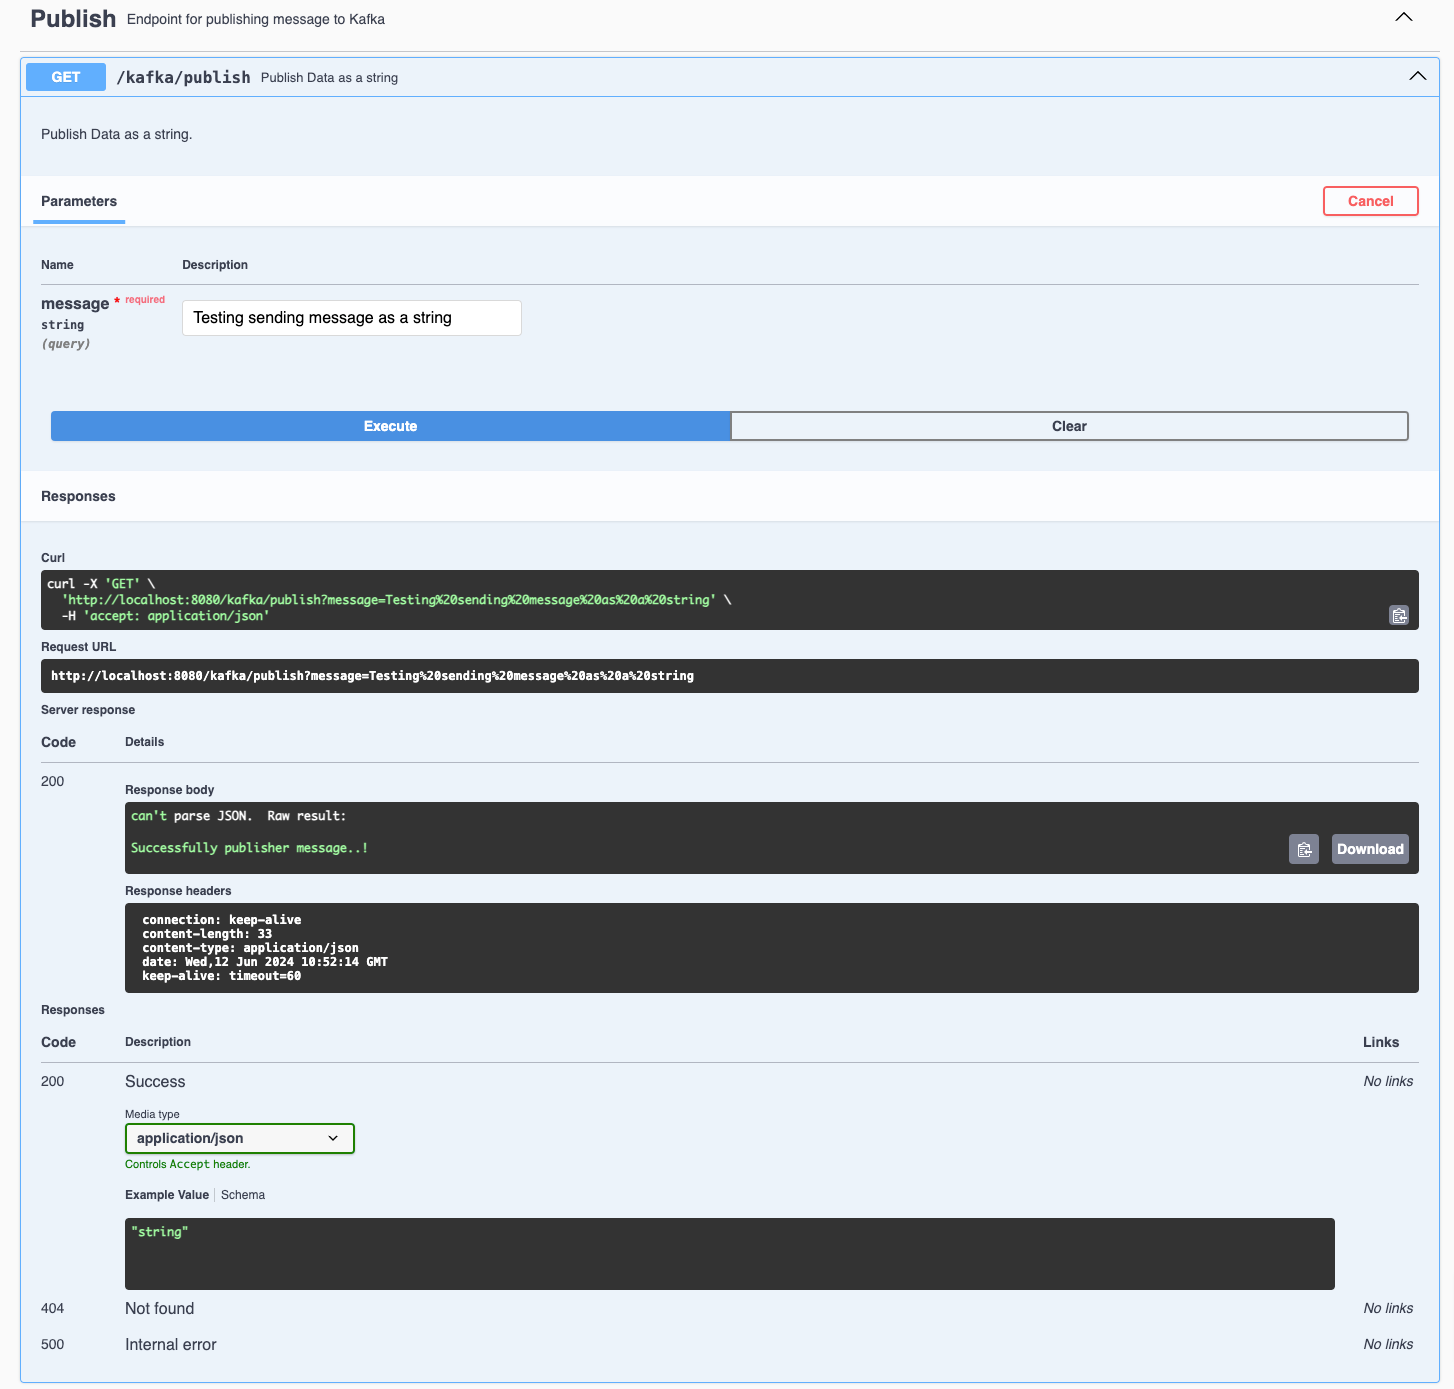 Publish Endpoint for publishing message to Kafka
GET /kafka/publish Publish Data as a string
Publish Data as a string.
Parameters Cancel
Name Description
message * required
string
(query)
Testing sending message as a string
Execute Clear
Responses
Curl
curl -X 'GET' \
'http://localhost:8080/kafka/publish?message=Testing%20sending%20message%20as%20a%20string' \
-H 'accept: application/json'
Request URL
http://localhost:8080/kafka/publish?message=Testing%20sending%20message%20as%20a%20string
Server response
Code Details
200
Response body
can't parse JSON.  Raw result:
Successfully publisher message..!
Download
Response headers
connection: keep-alive
content-length: 33
content-type: application/json
date: Wed,12 Jun 2024 10:52:14 GMT
keep-alive: timeout=60
Responses
Code Description Links
200 Success No links
Media type
application/json
Controls Accept header.
Example Value Schema
"string"
404 Not found No links
500 Internal error No links